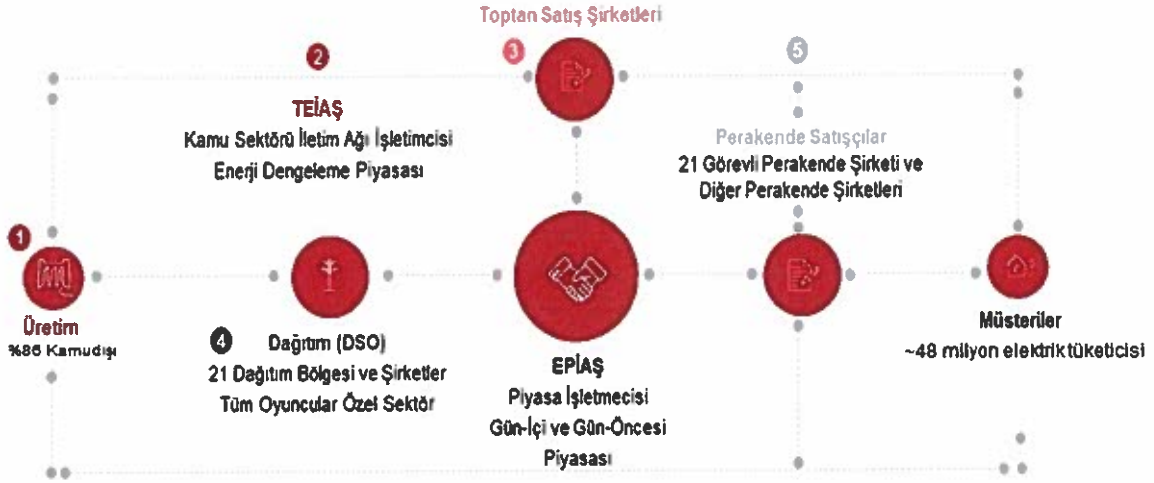 Toptan Satış Şirketleri
3
2
TEİAŞ
Kamu Sektörü İletim Ağı İşletimcisi
Enerji Dengeleme Piyasası
5
Perakende Satışçılar
21 Görevli Perakende Şirketi ve
Diğer Perakende Şirketleri
1
Üretim
%86 Kamudışı
4 Dağıtım (DSO)
21 Dağıtım Bölgesi ve Şirketler
Tüm Oyuncular Özel Sektör
EPİAŞ
Piyasa İşletmecisi
Gün-İçi ve Gün-Öncesi
Piyasası
Müsteriler
~48 milyon elektrik tüketicisi